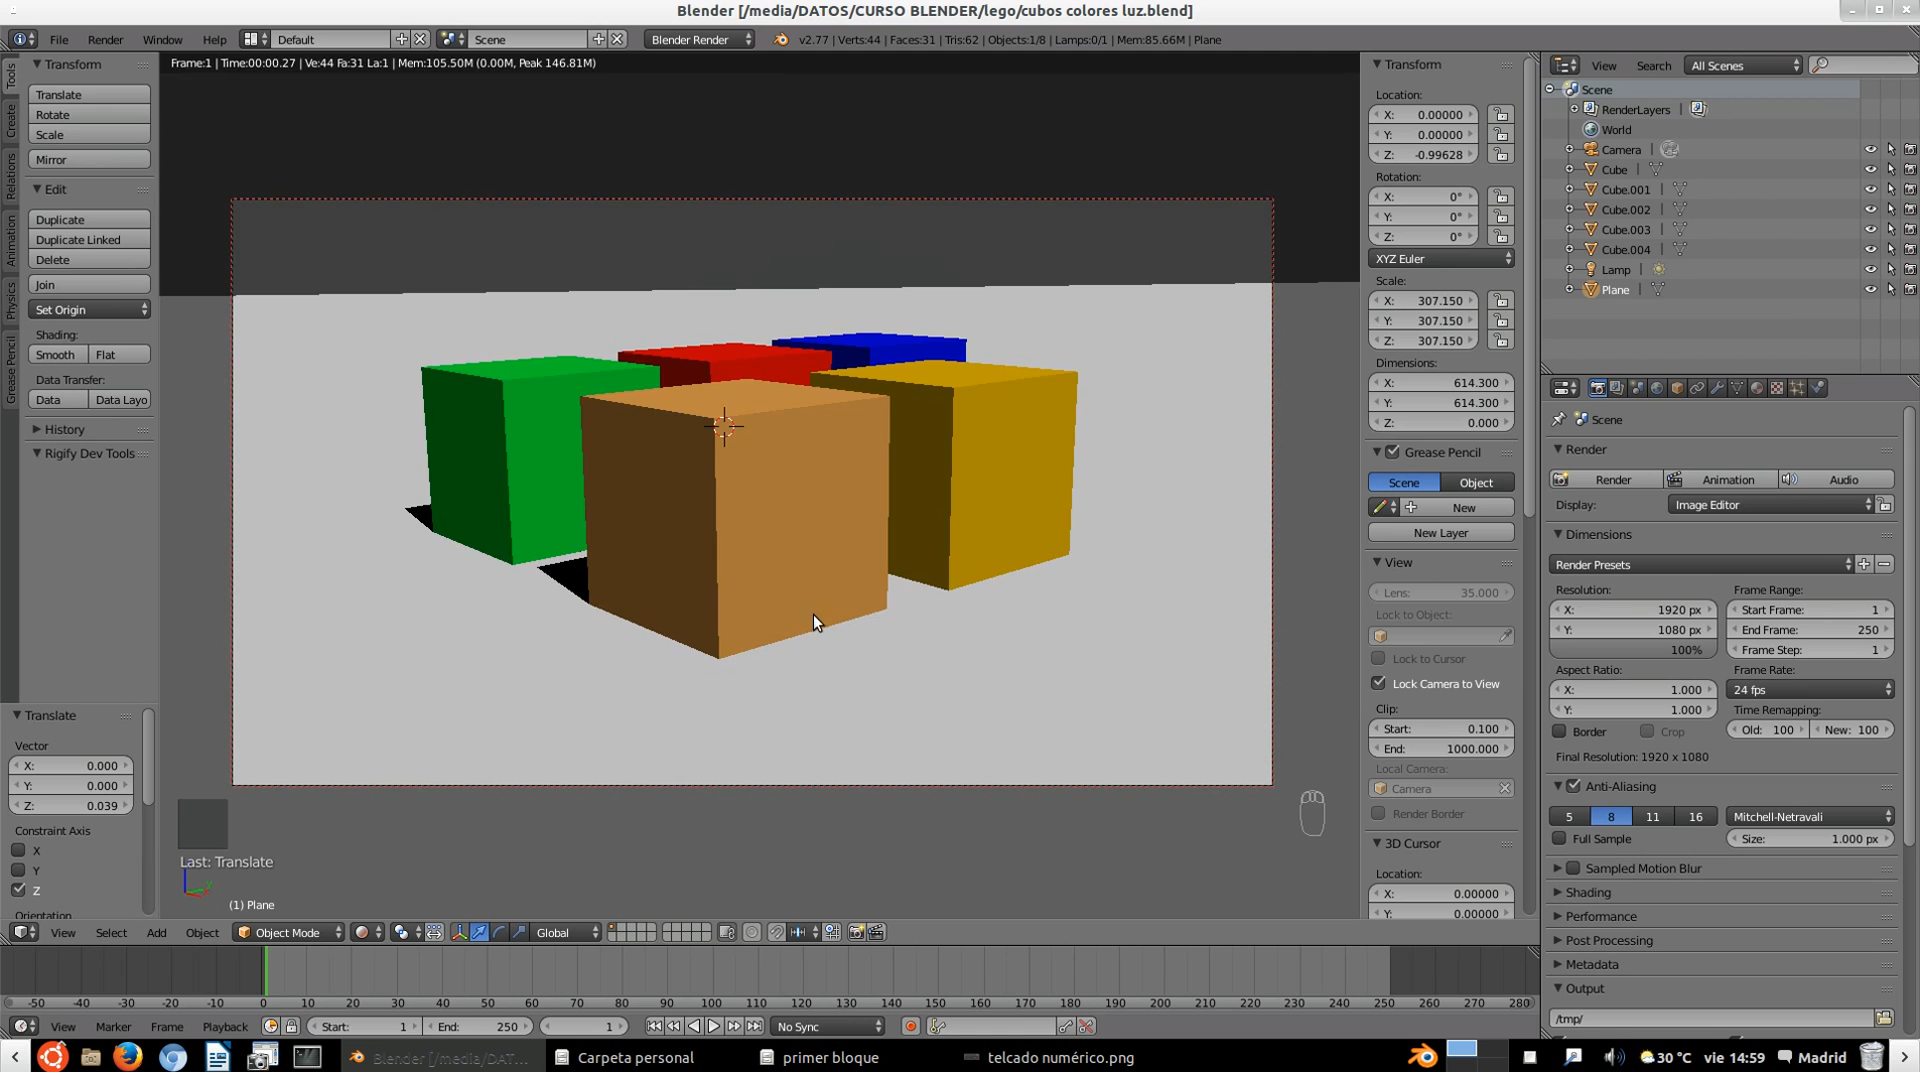 Blender [/media/DATOS/CURSO BLENDER/lego/cubos colores luz.blend]
File Render Window Help Default Scene Blender Render v2.77 | Verts:44 | Faces:31 | Tris:62 | Objects:1/8 | Lamps:0/1 | Mem:85.66M | Plane
Frame:1 | Time:00:00.27 | Ve:44 Fa:31 La:1 | Mem:105.50M (0.00M, Peak 146.81M)
Tools
Create
Relations
Animation
Physics
Grease Pencil
Transform
Translate
Rotate
Scale
Mirror
Edit
Duplicate
Duplicate Linked
Delete
Join
Set Origin
Shading:
Smooth Flat
Data Transfer:
Data Data Layo
History
Rigify Dev Tools
Translate
Vector
X: 0.000
Y: 0.000
Z: 0.039
Constraint Axis
X
Y
Z
Orientation
Last: Translate
(1) Plane
Transform
Location:
X: 0.00000
Y: 0.00000
Z: -0.99628
Rotation:
X: 0°
Y: 0°
Z: 0°
XYZ Euler
Scale:
X: 307.150
Y: 307.150
Z: 307.150
Dimensions:
X: 614.300
Y: 614.300
Z: 0.000
Grease Pencil
Scene Object
New
New Layer
View
Lens: 35.000
Lock to Object:
Lock to Cursor
Lock Camera to View
Clip:
Start: 0.100
End: 1000.000
Local Camera:
Camera
Render Border
3D Cursor
Location:
X: 0.00000
Y: 0.00000
View Search All Scenes
Scene
RenderLayers
World
Camera
Cube
Cube.001
Cube.002
Cube.003
Cube.004
Lamp
Plane
Scene
Render
Render Animation Audio
Display: Image Editor
Dimensions
Render Presets
Resolution: Frame Range:
X: 1920 px Start Frame: 1
Y: 1080 px End Frame: 250
100% Frame Step: 1
Aspect Ratio: Frame Rate:
X: 1.000 24 fps
Y: 1.000 Time Remapping:
Border Crop Old: 100 New: 100
Final Resolution: 1920 x 1080
Anti-Aliasing
5 8 11 16 Mitchell-Netravali
Full Sample Size: 1.000 px
Sampled Motion Blur
Shading
Performance
Post Processing
Metadata
Output
/tmp/
View Select Add Object Object Mode Global
-50 -40 -30 -20 -10 0 10 20 30 40 50 60 70 80 90 100 110 120 130 140 150 160 170 180 190 200 210 220 230 240 250 260 270 280
View Marker Frame Playback Start: 1 End: 250 1 No Sync
Blender [/media/DAT... Carpeta personal primer bloque telcado numérico.png 30 °C vie 14:59 Madrid